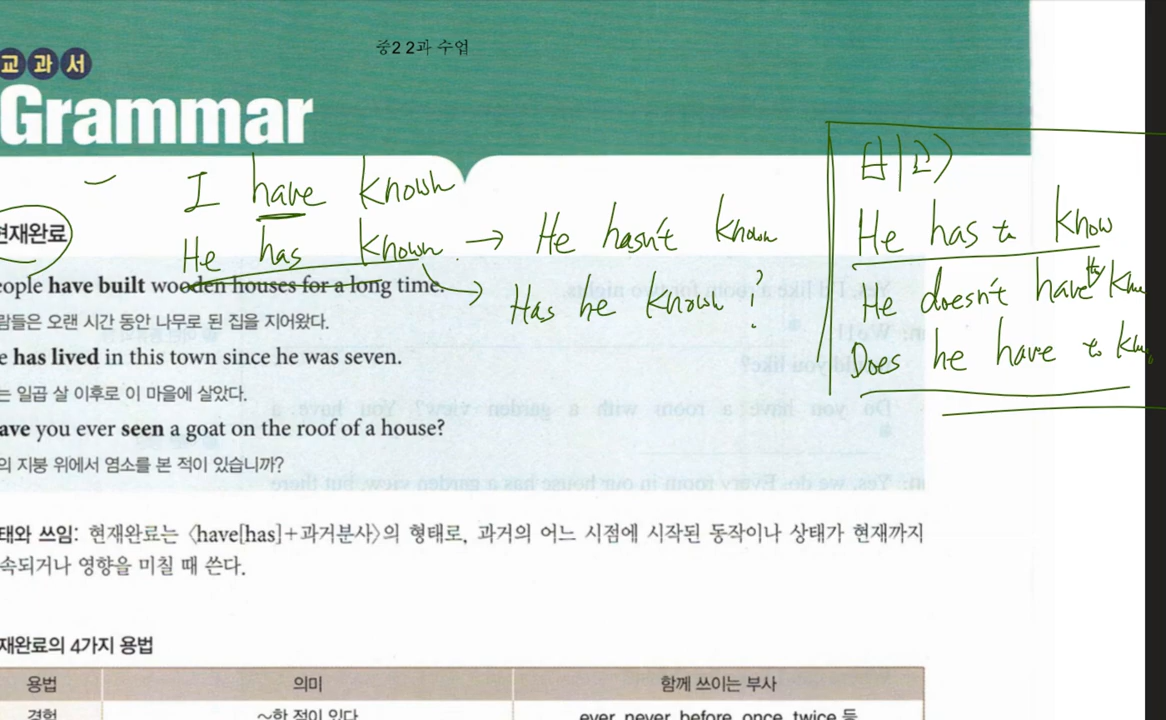 중2 2과 수업
교과서
Grammar
I have known
현재완료
He has known → He hasn't known
→ Has he known?
비교)
He has to know
He doesn't have to
Does he have to
eople have built wooden houses for a long time.
람들은 오랜 시간 동안 나무로 된 집을 지어왔다.
e has lived in this town since he was seven.
는 일곱 살 이후로 이 마을에 살았다.
ave you ever seen a goat on the roof of a house?
의 지붕 위에서 염소를 본 적이 있습니까?
태와 쓰임: 현재완료는 〈have[has]+과거분사〉의 형태로, 과거의 어느 시점에 시작된 동작이나 상태가 현재까지
속되거나 영향을 미칠 때 쓴다.
재완료의 4가지 용법
용법 의미 함께 쓰이는 부사
경험 ~한 적이 있다 ever, never, before, once, twice 등